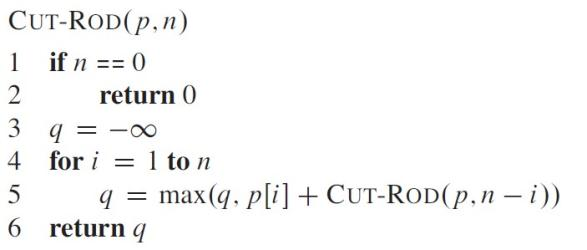 CUT-ROD(p, n)
1 if n == 0
2 return 0
3 q = −∞
4 for i = 1 to n
5 q = max(q, p[i] + CUT-ROD(p, n − i))
6 return q